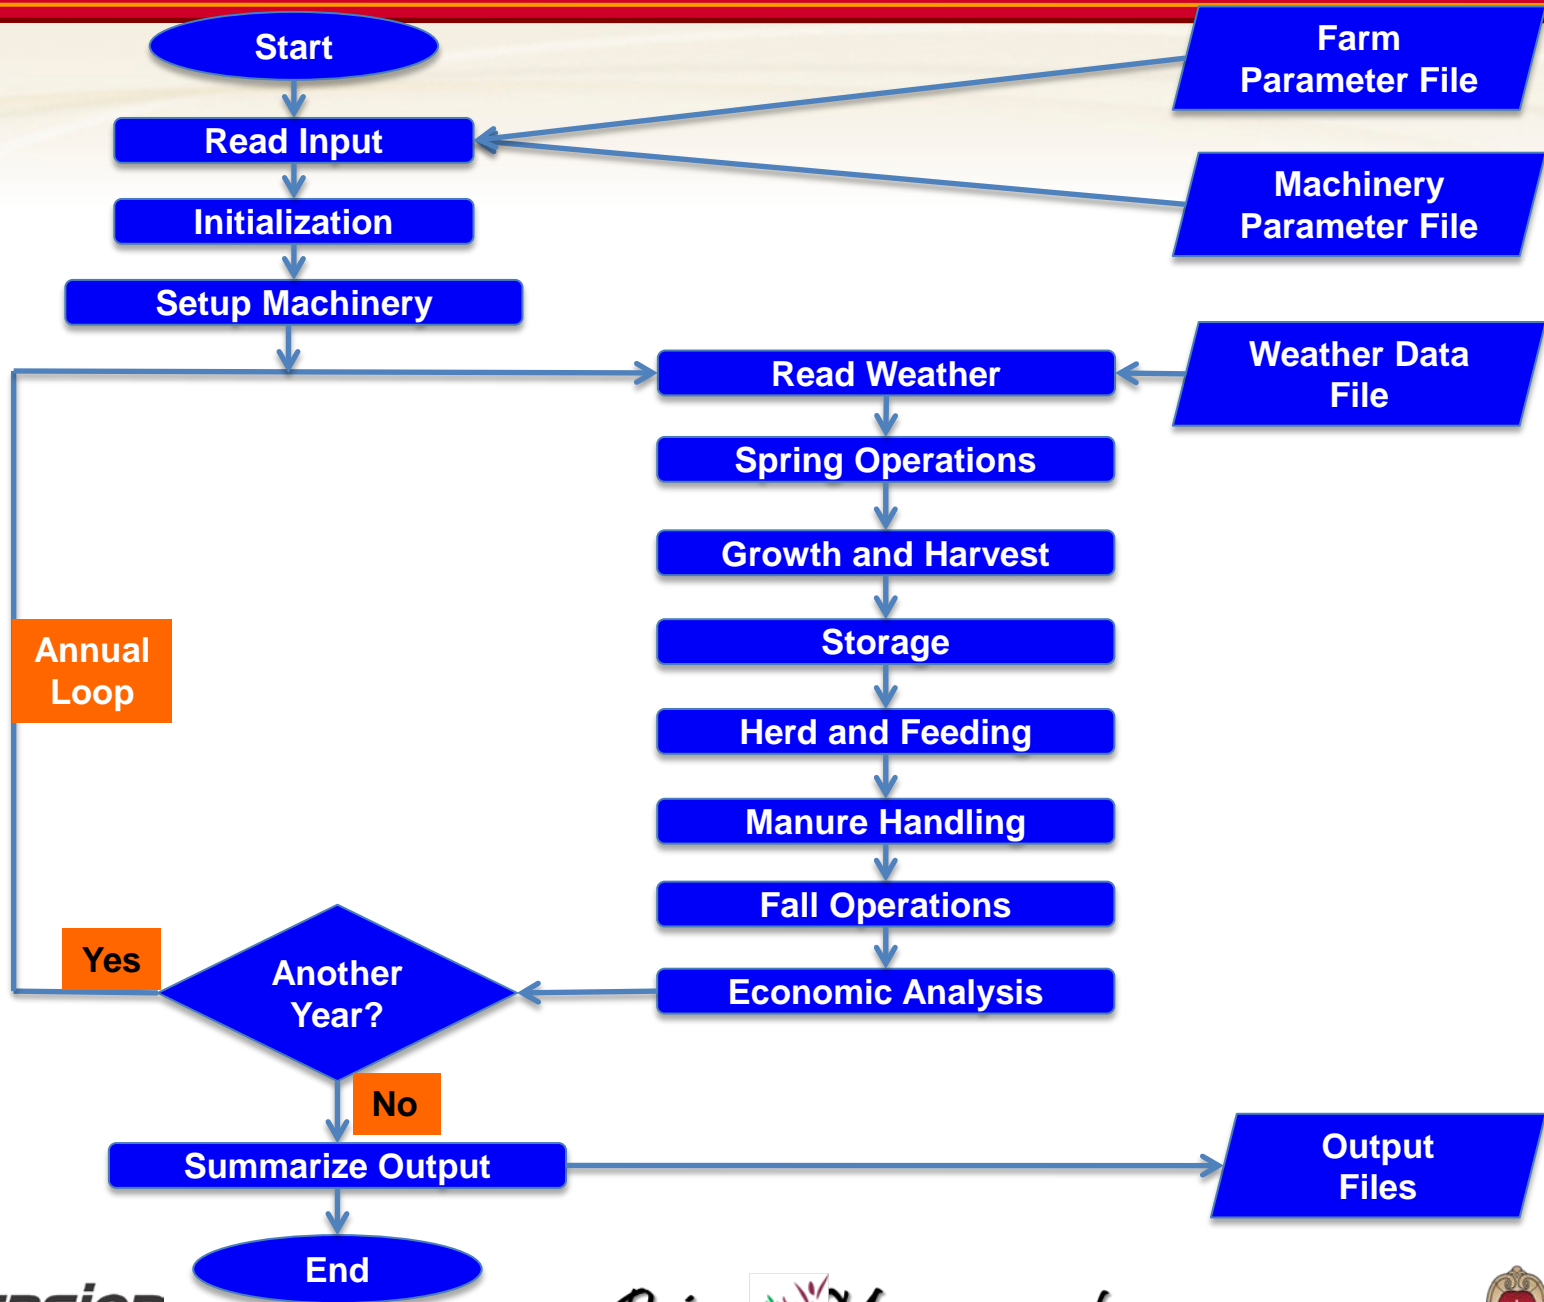 Start
Farm
Parameter File
Read Input
Machinery
Parameter File
Initialization
Setup Machinery
Read Weather
Weather Data
File
Spring Operations
Growth and Harvest
Storage
Annual
Loop
Herd and Feeding
Manure Handling
Fall Operations
Yes
Another
Year?
Economic Analysis
No
Summarize Output
Output
Files
End